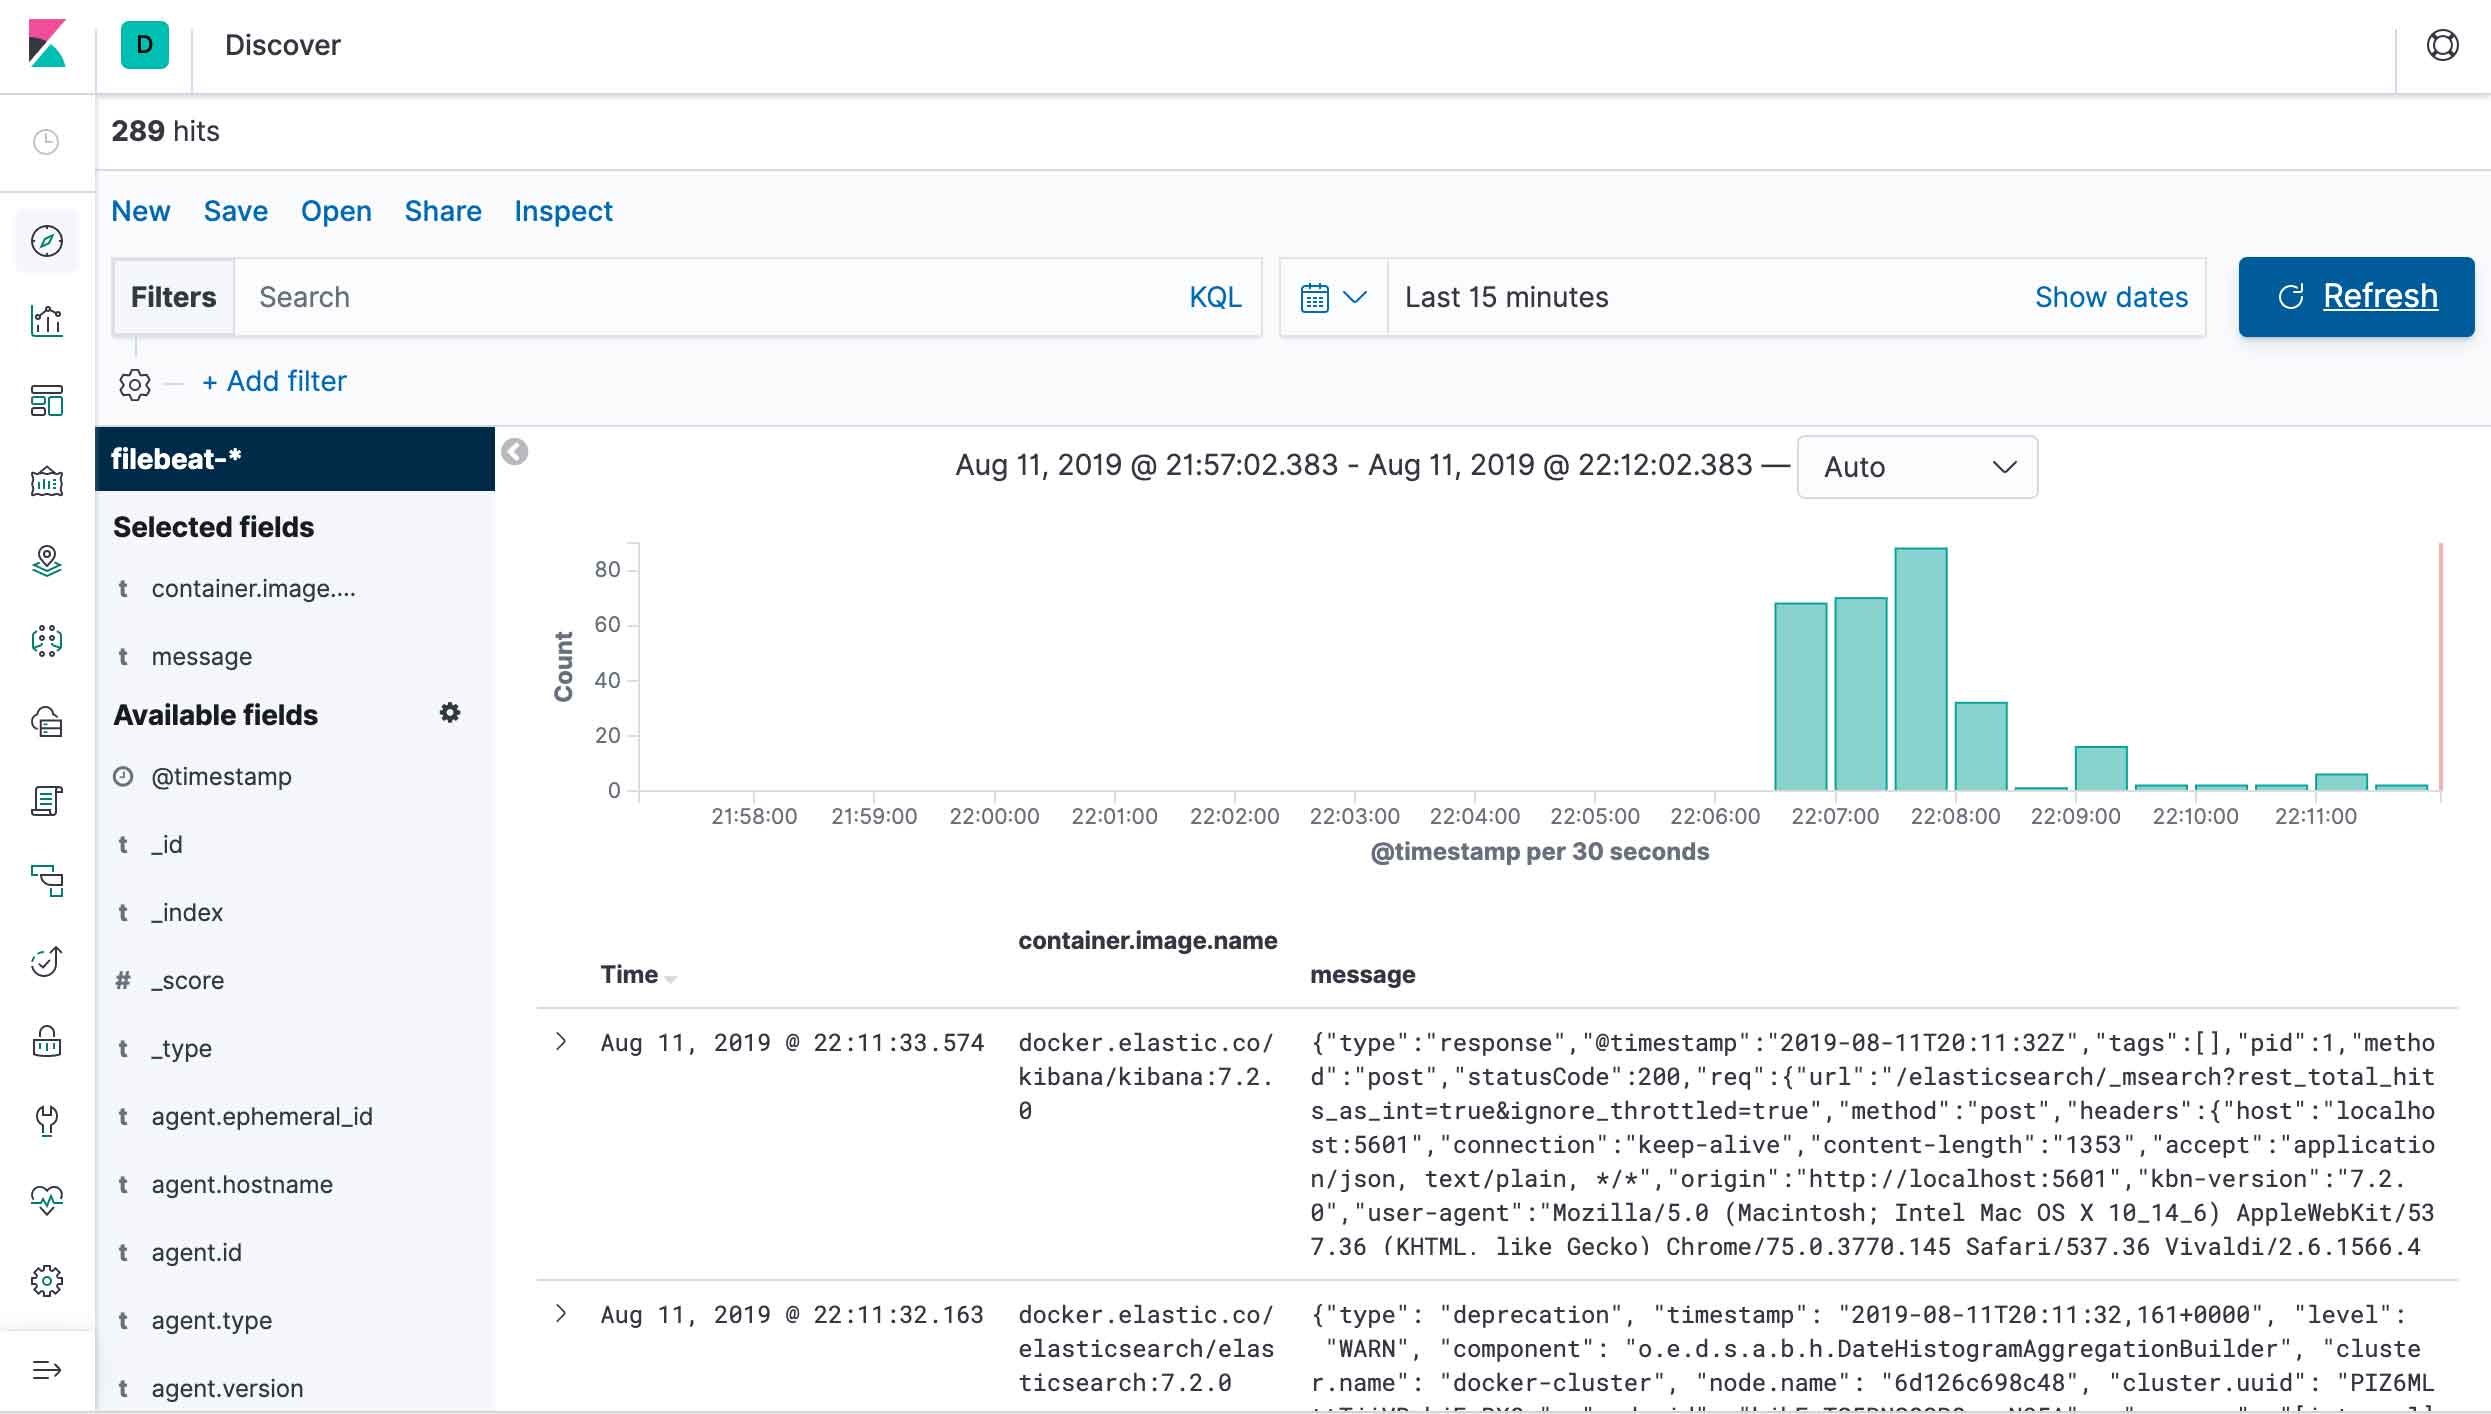 D
Discover
289 hits
New Save Open Share Inspect
Filters Search KQL Last 15 minutes Show dates Refresh
+ Add filter
filebeat-*
Aug 11, 2019 @ 21:57:02.383 - Aug 11, 2019 @ 22:12:02.383 — Auto
Selected fields
t container.image....
t message
Available fields
@timestamp
t _id
t _index
# _score
t _type
t agent.ephemeral_id
t agent.hostname
t agent.id
t agent.type
t agent.version
Count
80
60
40
20
0
21:58:00 21:59:00 22:00:00 22:01:00 22:02:00 22:03:00 22:04:00 22:05:00 22:06:00 22:07:00 22:08:00 22:09:00 22:10:00 22:11:00
@timestamp per 30 seconds
Time container.image.name message
Aug 11, 2019 @ 22:11:33.574
docker.elastic.co/
kibana/kibana:7.2.
0
{"type":"response","@timestamp":"2019-08-11T20:11:32Z","tags":[],"pid":1,"metho
d":"post","statusCode":200,"req":{"url":"/elasticsearch/_msearch?rest_total_hit
s_as_int=true&ignore_throttled=true","method":"post","headers":{"host":"localho
st:5601","connection":"keep-alive","content-length":"1353","accept":"applicatio
n/json, text/plain, */*","origin":"http://localhost:5601","kbn-version":"7.2.
0","user-agent":"Mozilla/5.0 (Macintosh; Intel Mac OS X 10_14_6) AppleWebKit/53
7.36 (KHTML, like Gecko) Chrome/75.0.3770.145 Safari/537.36 Vivaldi/2.6.1566.4
Aug 11, 2019 @ 22:11:32.163
docker.elastic.co/
elasticsearch/elas
ticsearch:7.2.0
{"type": "deprecation", "timestamp": "2019-08-11T20:11:32,161+0000", "level":
"WARN", "component": "o.e.d.s.a.b.h.DateHistogramAggregationBuilder", "cluste
r.name": "docker-cluster", "node.name": "6d126c698c48", "cluster.uuid": "PIZ6ML